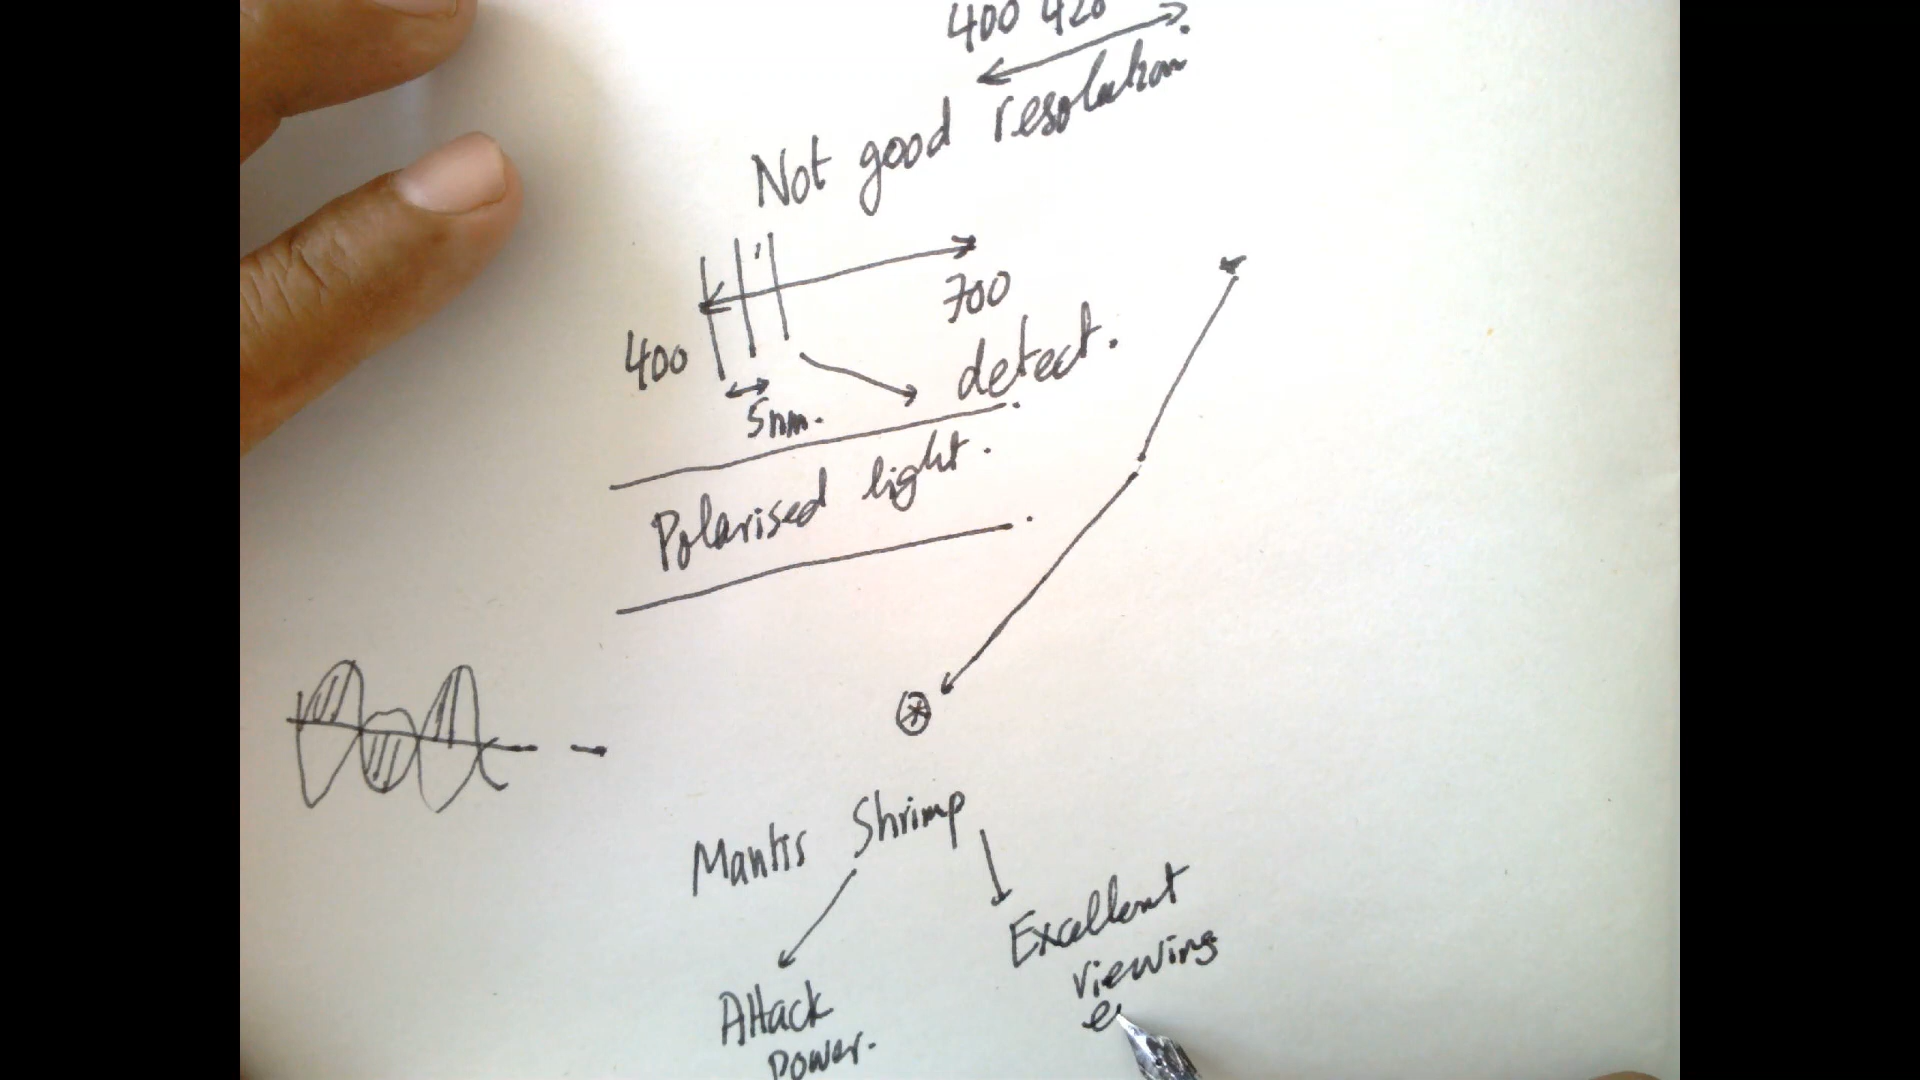 400 420
Not good resolution
400
700
5nm.
detect.
Polarised light.
Mantis Shrimp
Attack
power.
Excellent
viewing
e